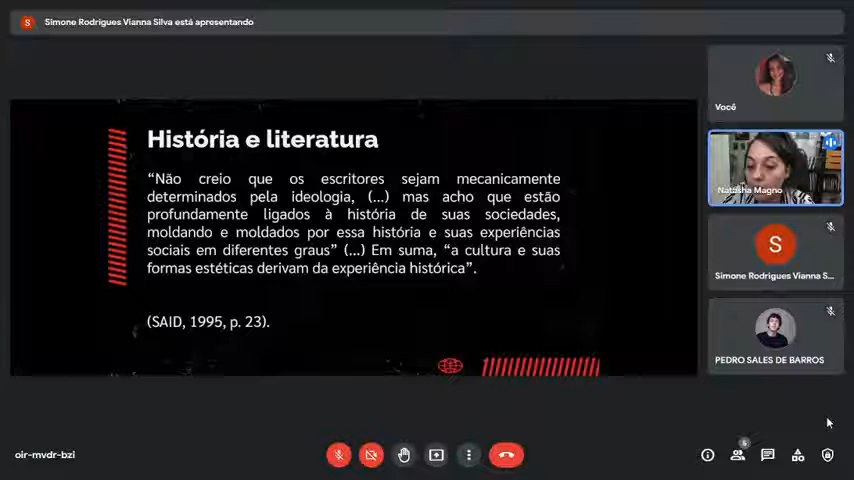 S
Simone Rodrigues Vianna Silva está apresentando
História e literatura
“Não creio que os escritores sejam mecanicamente
determinados pela ideologia, (...) mas acho que estão
profundamente ligados à história de suas sociedades,
moldando e moldados por essa história e suas experiências
sociais em diferentes graus” (...) Em suma, “a cultura e suas
formas estéticas derivam da experiência histórica”.
(SAID, 1995, p. 23).
Você
Natasha Magno
S
Simone Rodrigues Vianna S...
PEDRO SALES DE BARROS
oir-mvdr-bzi
5